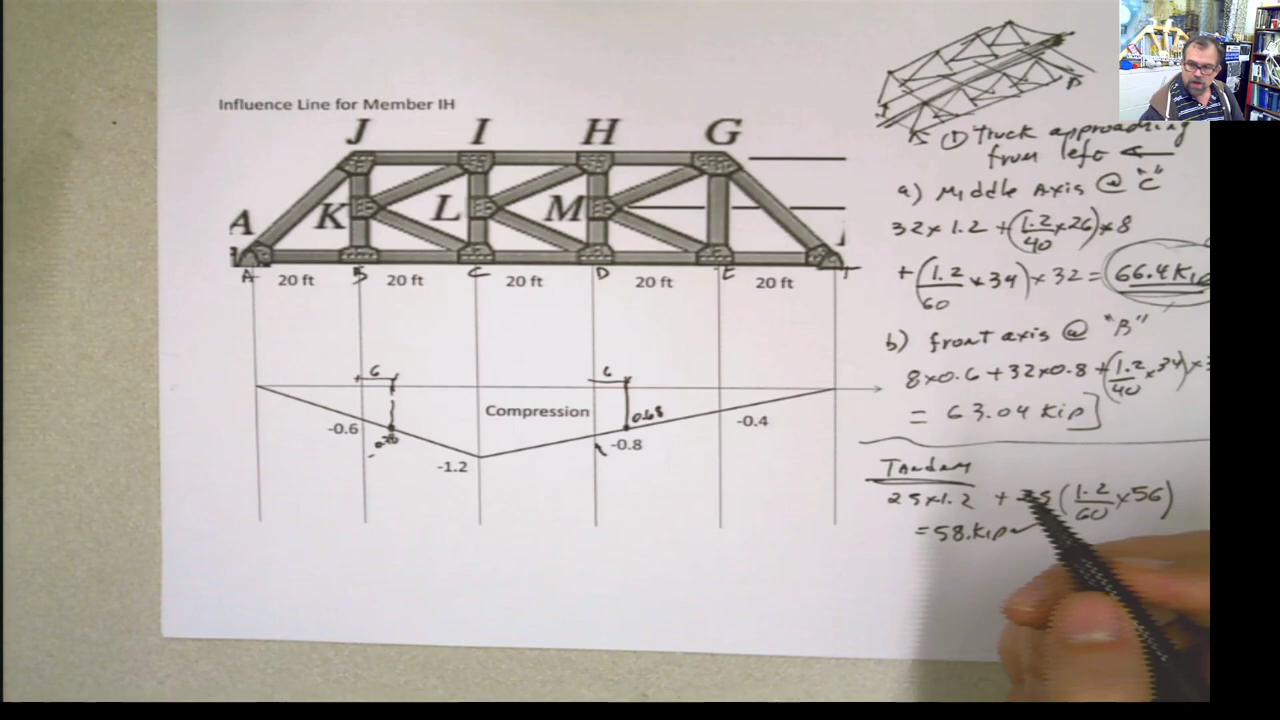 Influence Line for Member IH
J I H G
A K L M
A B C D E
20 ft 20 ft 20 ft 20 ft 20 ft
6 6
Compression
0.68
-0.6
-0.8
-0.4
-1.2
① Truck approaching
from left ←
a) Middle Axis @ "C"
32 x 1.2 + (1.2/40 x 26) x 8
+ (1.2/60 x 34) x 32 = 66.4 Kip
b) front axis @ "B"
8 x 0.6 + 32 x 0.8 + (1.2/40 x 34) x
= 63.04 Kip]
Tandem
25 x 1.2 + 25 (1.2/60 x 56)
= 58. kip